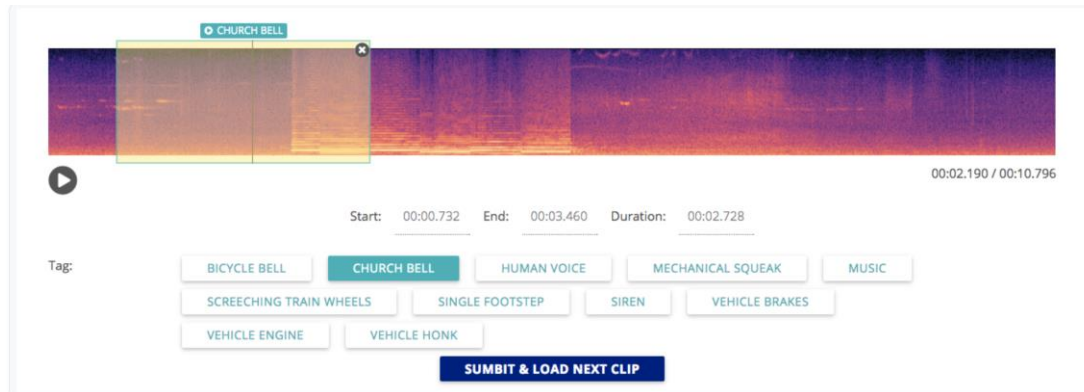 CHURCH BELL
00:02.190 / 00:10.796
Start: 00:00.732 End: 00:03.460 Duration: 00:02.728
Tag: BICYCLE BELL CHURCH BELL HUMAN VOICE MECHANICAL SQUEAK MUSIC
SCREECHING TRAIN WHEELS SINGLE FOOTSTEP SIREN VEHICLE BRAKES
VEHICLE ENGINE VEHICLE HONK
SUMBIT & LOAD NEXT CLIP